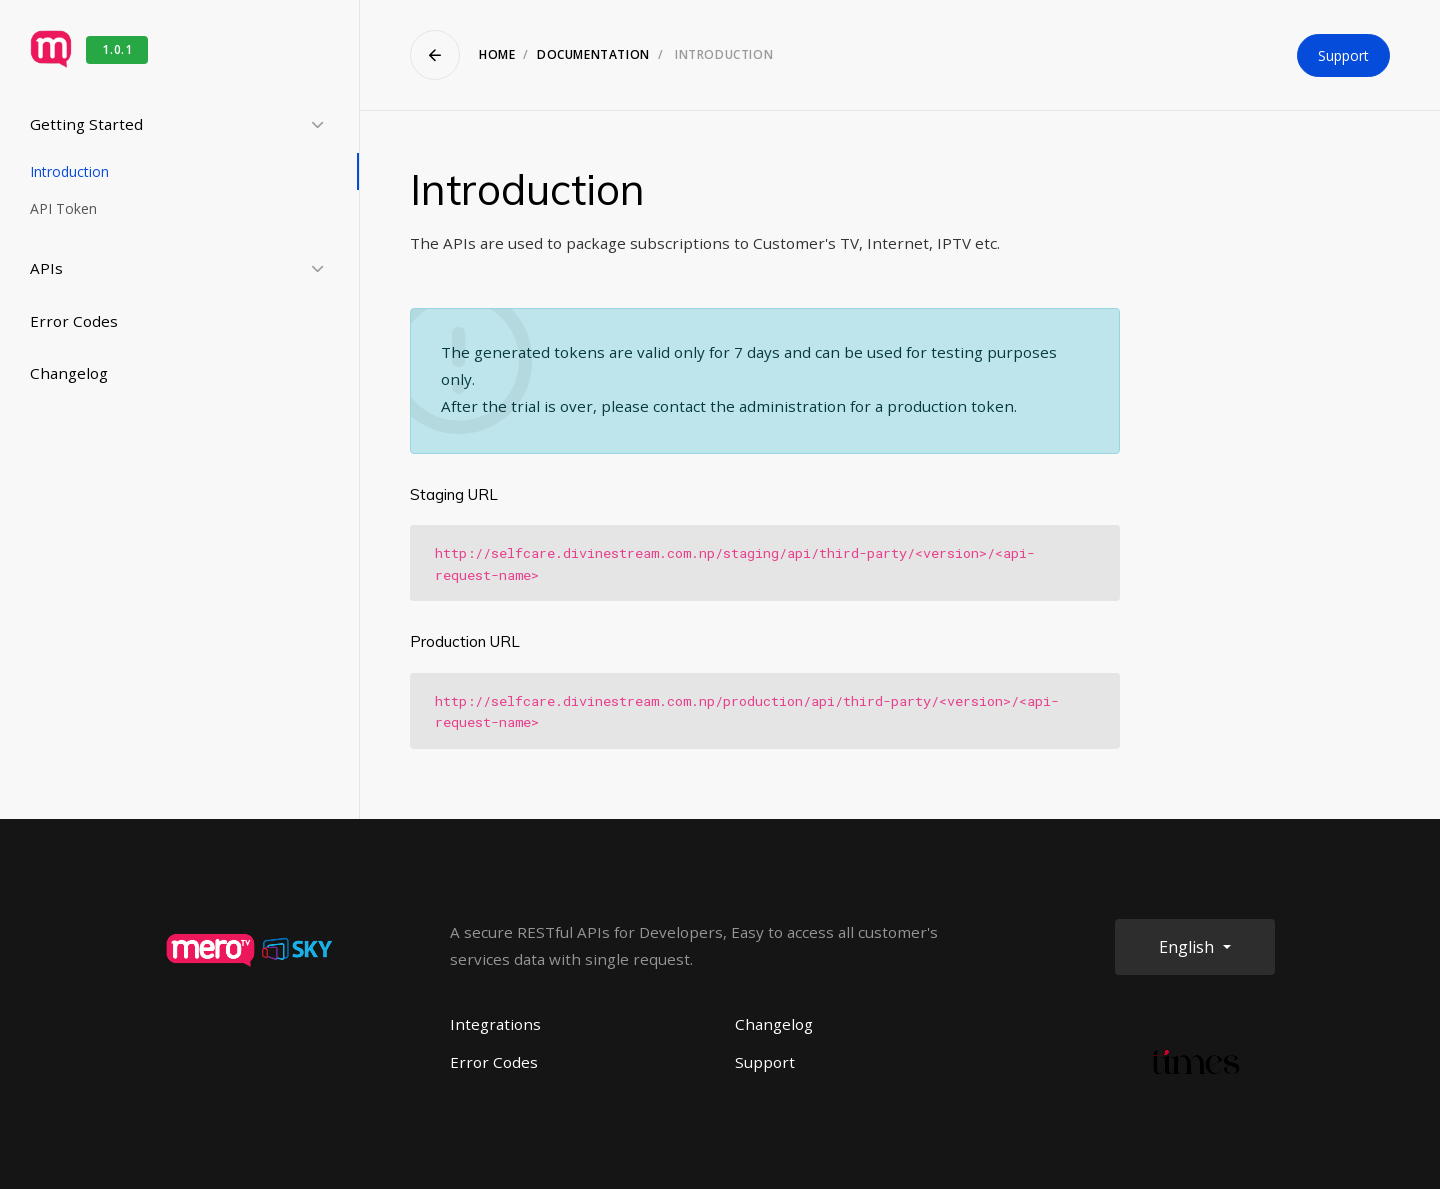 m
1.0.1
HOME / DOCUMENTATION / INTRODUCTION
Support
Getting Started
Introduction
API Token
APIs
Error Codes
Changelog
Introduction
The APIs are used to package subscriptions to Customer's TV, Internet, IPTV etc.
The generated tokens are valid only for 7 days and can be used for testing purposes
only.
After the trial is over, please contact the administration for a production token.
Staging URL
http://selfcare.divinestream.com.np/staging/api/third-party/<version>/<api-
request-name>
Production URL
http://selfcare.divinestream.com.np/production/api/third-party/<version>/<api-
request-name>
mero TV SKY
A secure RESTful APIs for Developers, Easy to access all customer's
services data with single request.
English
Integrations
Changelog
Error Codes
Support
times